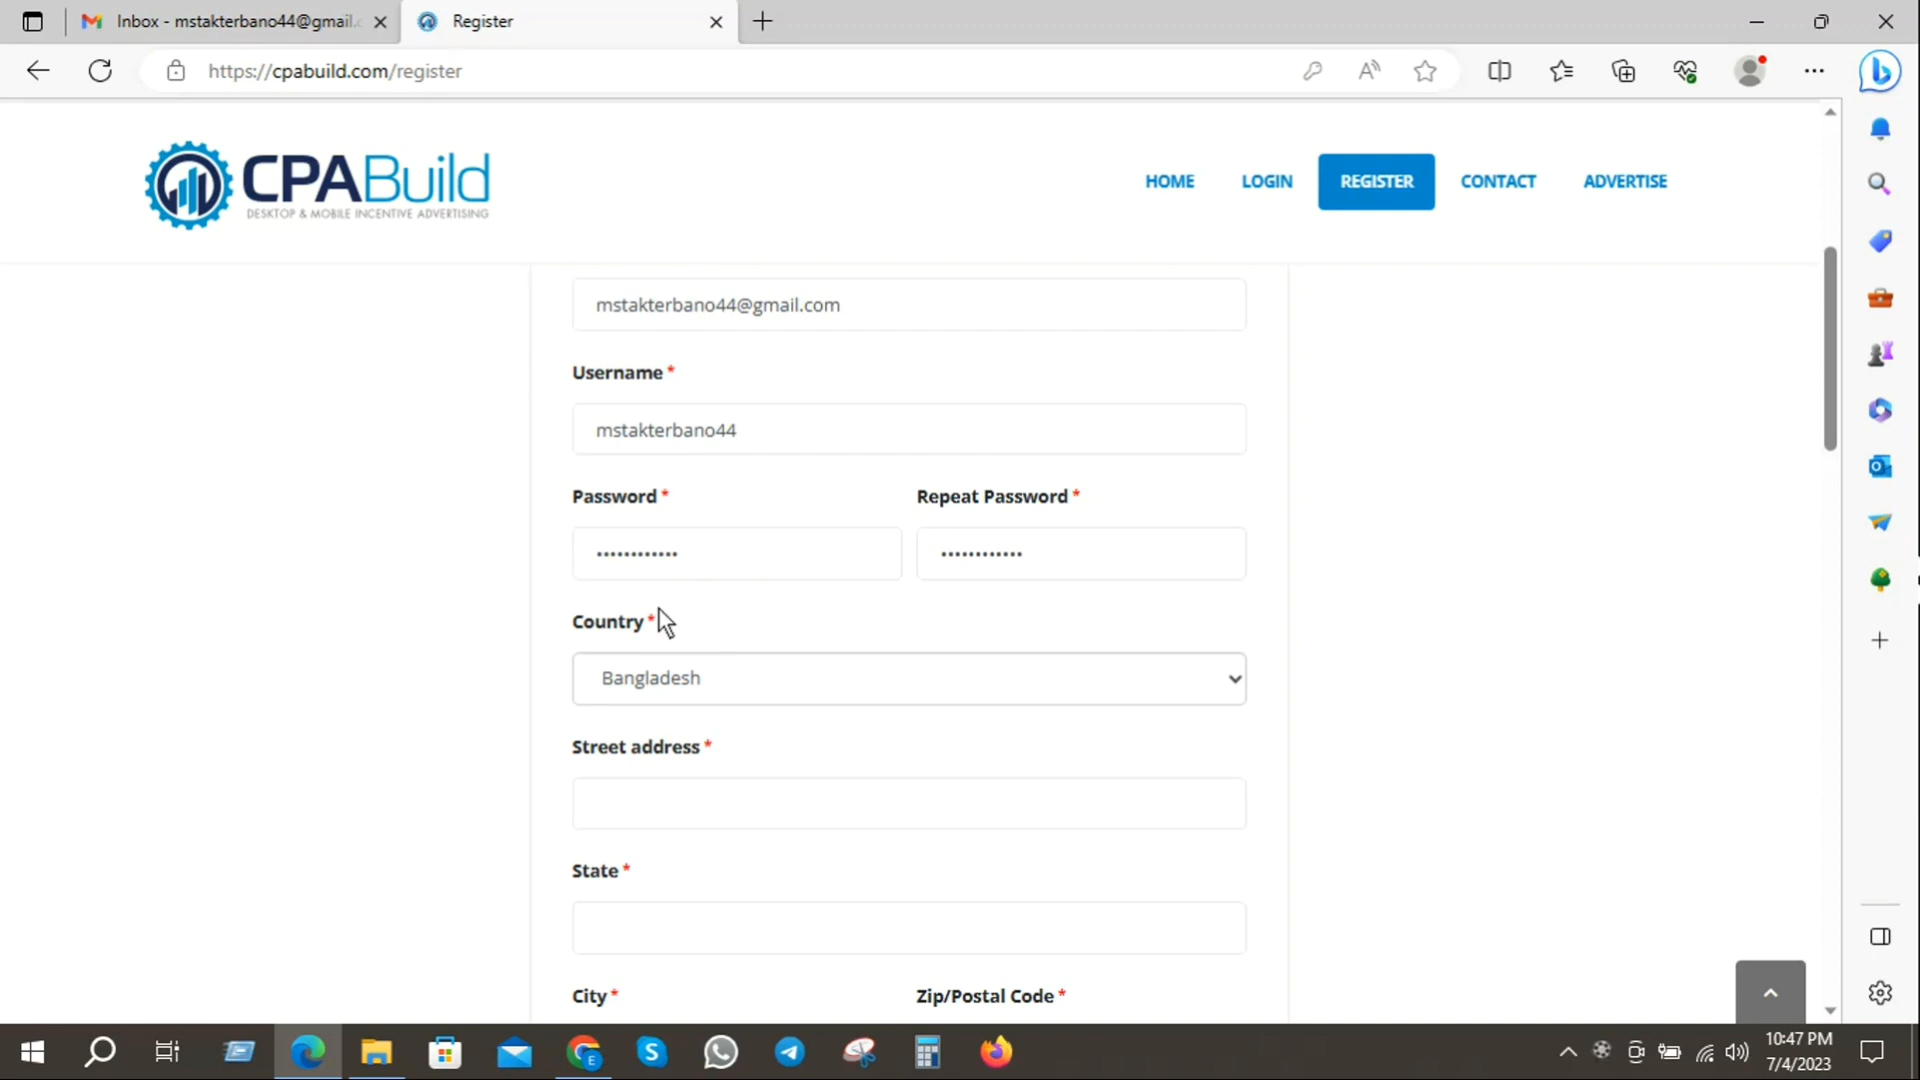 Inbox - mstakterbano44@gmail.c
Register
https://cpabuild.com/register
CPABuild
DESKTOP & MOBILE INCENTIVE ADVERTISING
HOME
LOGIN
REGISTER
CONTACT
ADVERTISE
mstakterbano44@gmail.com
Username *
mstakterbano44
Password *
Repeat Password *
••••••••••••
••••••••••••
Country *
Bangladesh
Street address *
State *
City *
Zip/Postal Code *
10:47 PM
7/4/2023